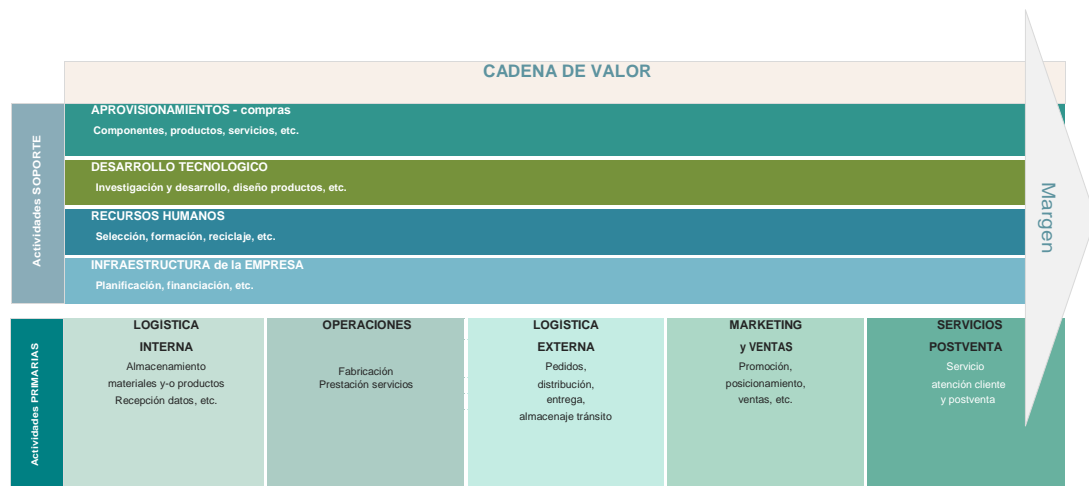 CADENA DE VALOR
Actividades SOPORTE
APROVISIONAMIENTOS - compras
Componentes, productos, servicios, etc.
DESARROLLO TECNOLOGICO
Investigación y desarrollo, diseño productos, etc.
RECURSOS HUMANOS
Selección, formación, reciclaje, etc.
INFRAESTRUCTURA de la EMPRESA
Planificación, financiación, etc.
Margen
Actividades PRIMARIAS
LOGISTICA
INTERNA
Almacenamiento
materiales y-o productos
Recepción datos, etc.
OPERACIONES
Fabricación
Prestación servicios
LOGISTICA
EXTERNA
Pedidos,
distribución,
entrega,
almacenaje tránsito
MARKETING
y VENTAS
Promoción,
posicionamiento,
ventas, etc.
SERVICIOS
POSTVENTA
Servicio
atención cliente
y postventa